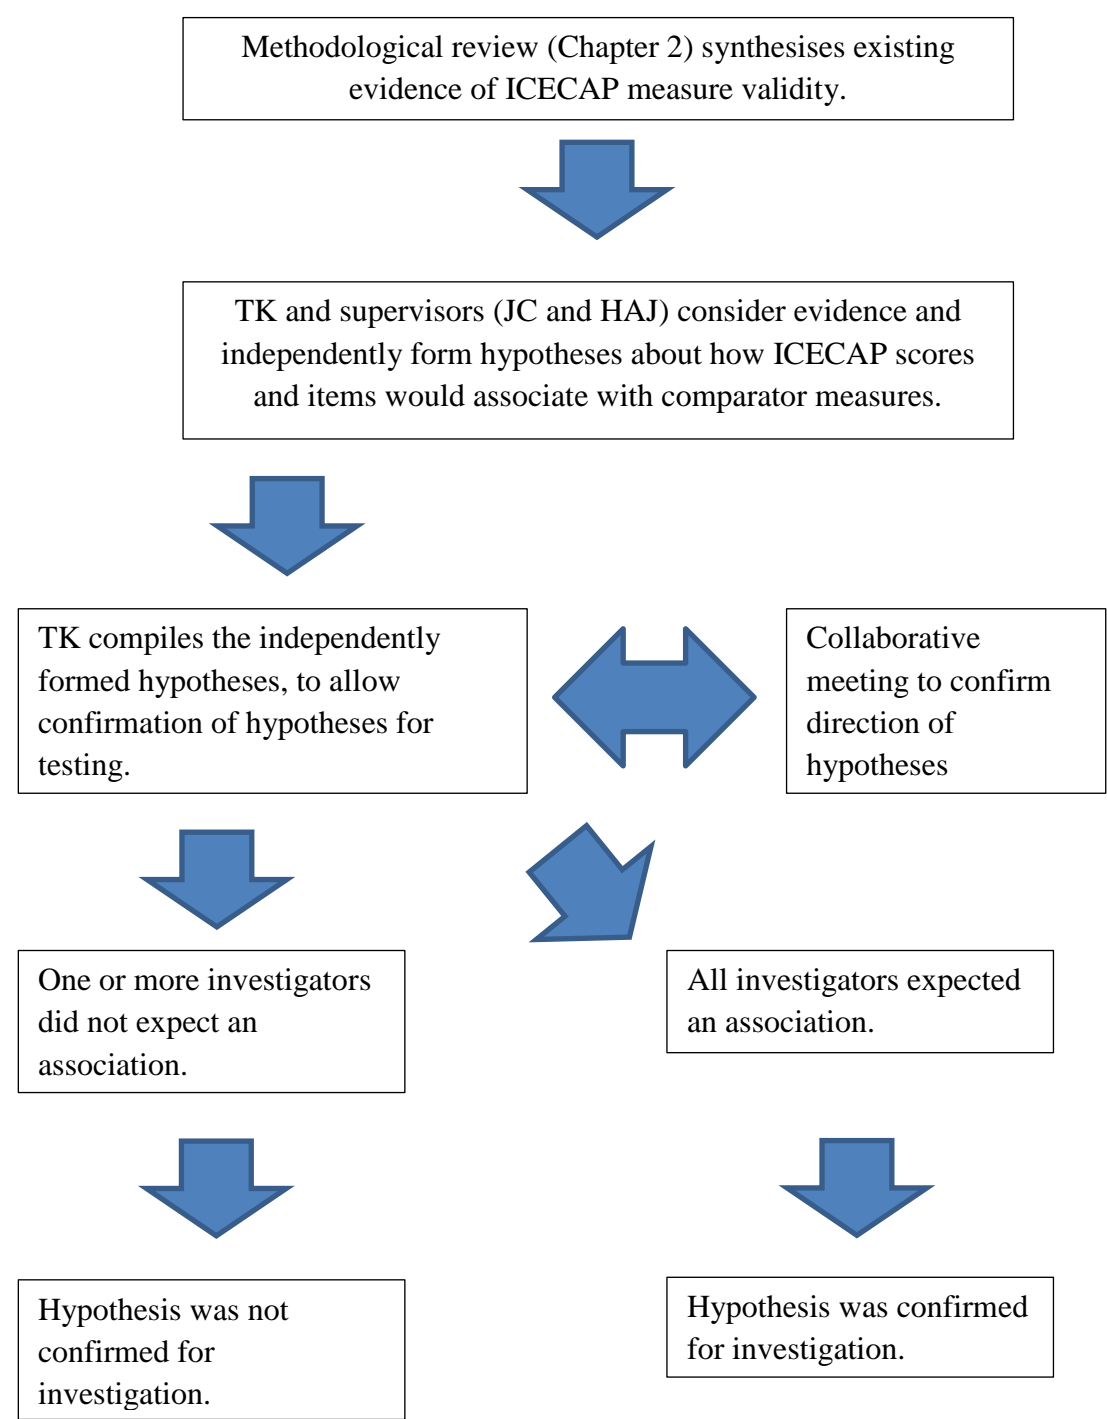 Methodological review (Chapter 2) synthesises existing
evidence of ICECAP measure validity.
TK and supervisors (JC and HAJ) consider evidence and
independently form hypotheses about how ICECAP scores
and items would associate with comparator measures.
TK compiles the independently
formed hypotheses, to allow
confirmation of hypotheses for
testing.
Collaborative
meeting to confirm
direction of
hypotheses
One or more investigators
did not expect an
association.
All investigators expected
an association.
Hypothesis was not
confirmed for
investigation.
Hypothesis was confirmed
for investigation.